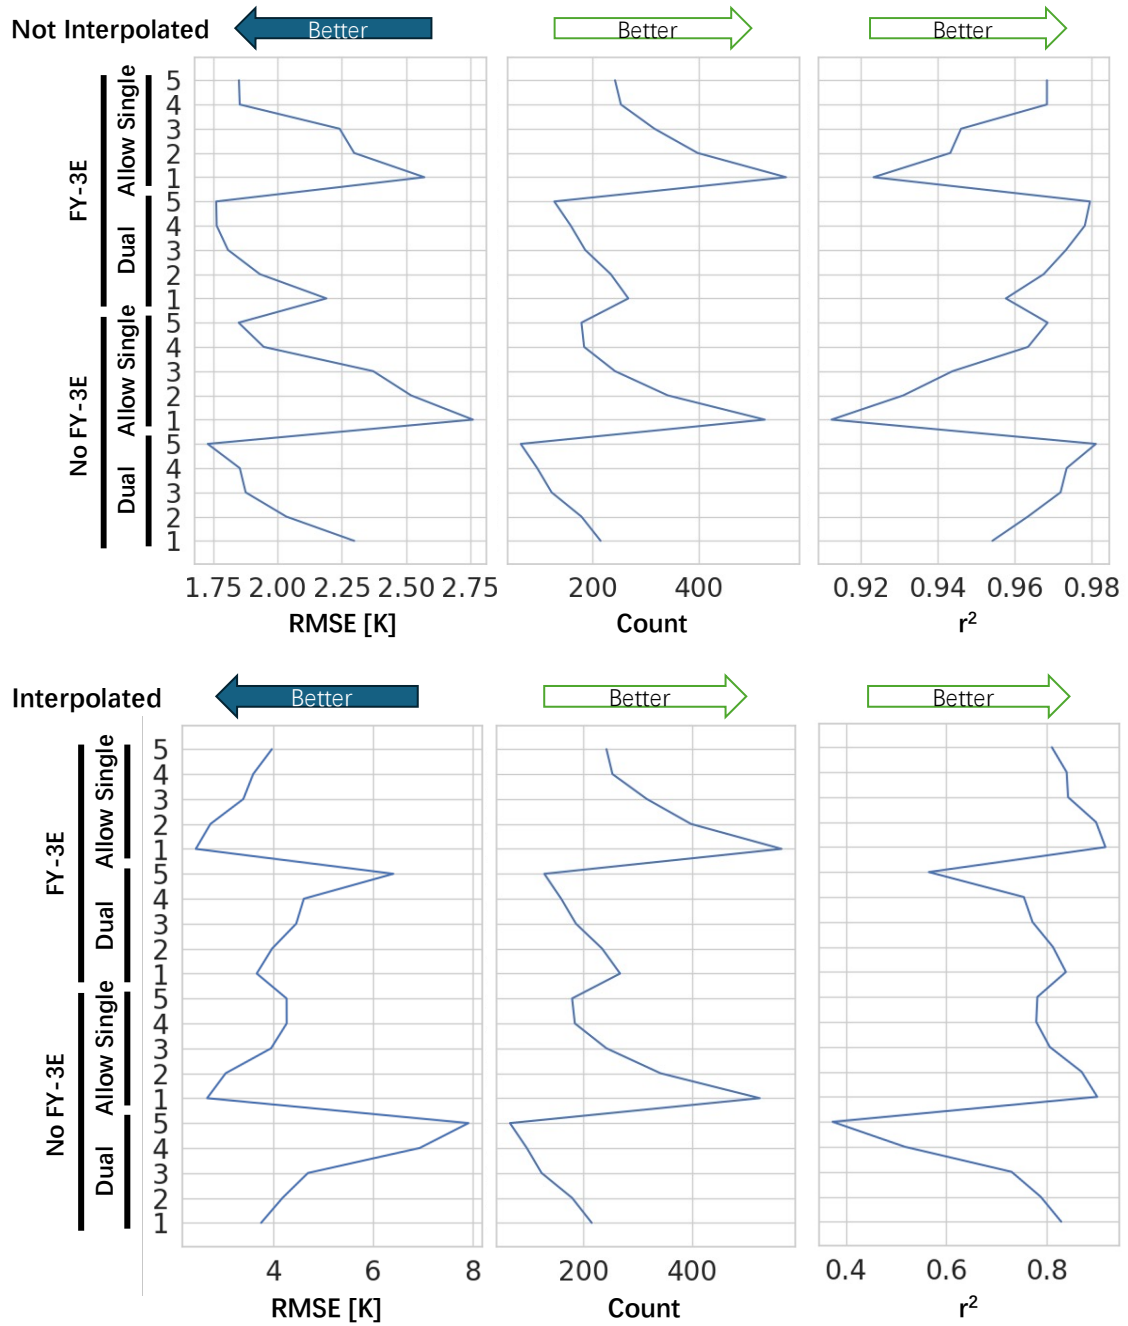 Not Interpolated
Better
Better
Better
FY-3E
Allow Single
5
4
3
2
1
Dual
5
4
3
2
1
No FY-3E
Allow Single
5
4
3
2
1
Dual
5
4
3
2
1
1.75 2.00 2.25 2.50 2.75
200 400
0.92 0.94 0.96 0.98
RMSE [K]
Count
r²
Interpolated
Better
Better
Better
FY-3E
Allow Single
5
4
3
2
1
Dual
5
4
3
2
1
No FY-3E
Allow Single
5
4
3
2
1
Dual
5
4
3
2
1
4 6 8
200 400
0.4 0.6 0.8
RMSE [K]
Count
r²